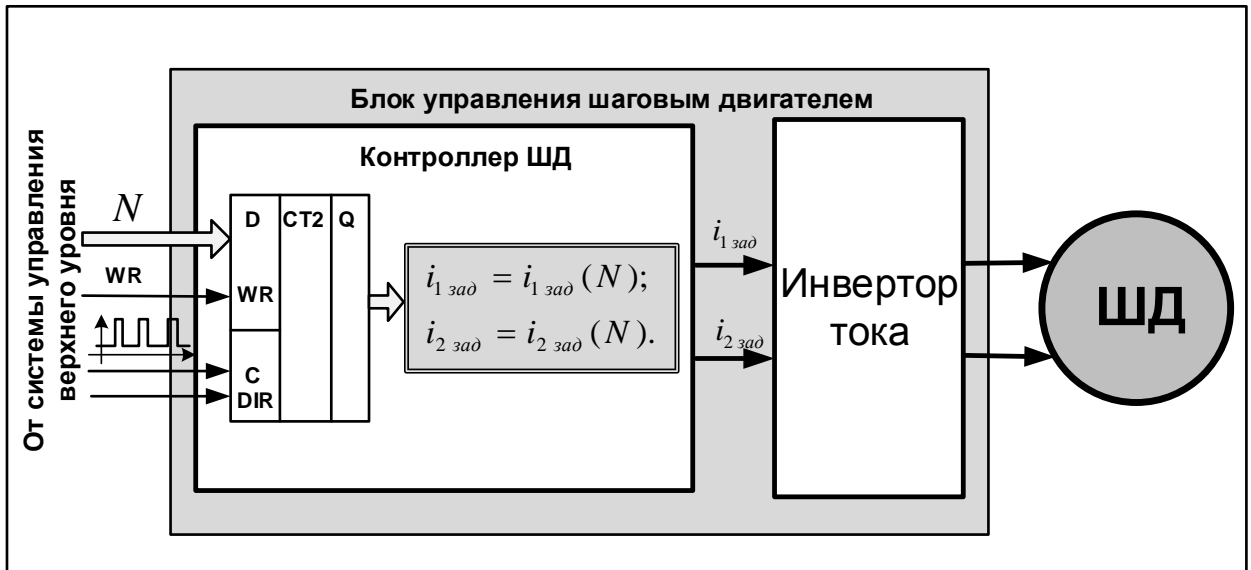 Блок управления шаговым двигателем
Контроллер ШД
От системы управления
верхнего уровня
N
WR
D
CT2
Q
WR
C
DIR
i1 зад = i1 зад (N);
i2 зад = i2 зад (N).
i1 зад
i2 зад
Инвертор
тока
ШД